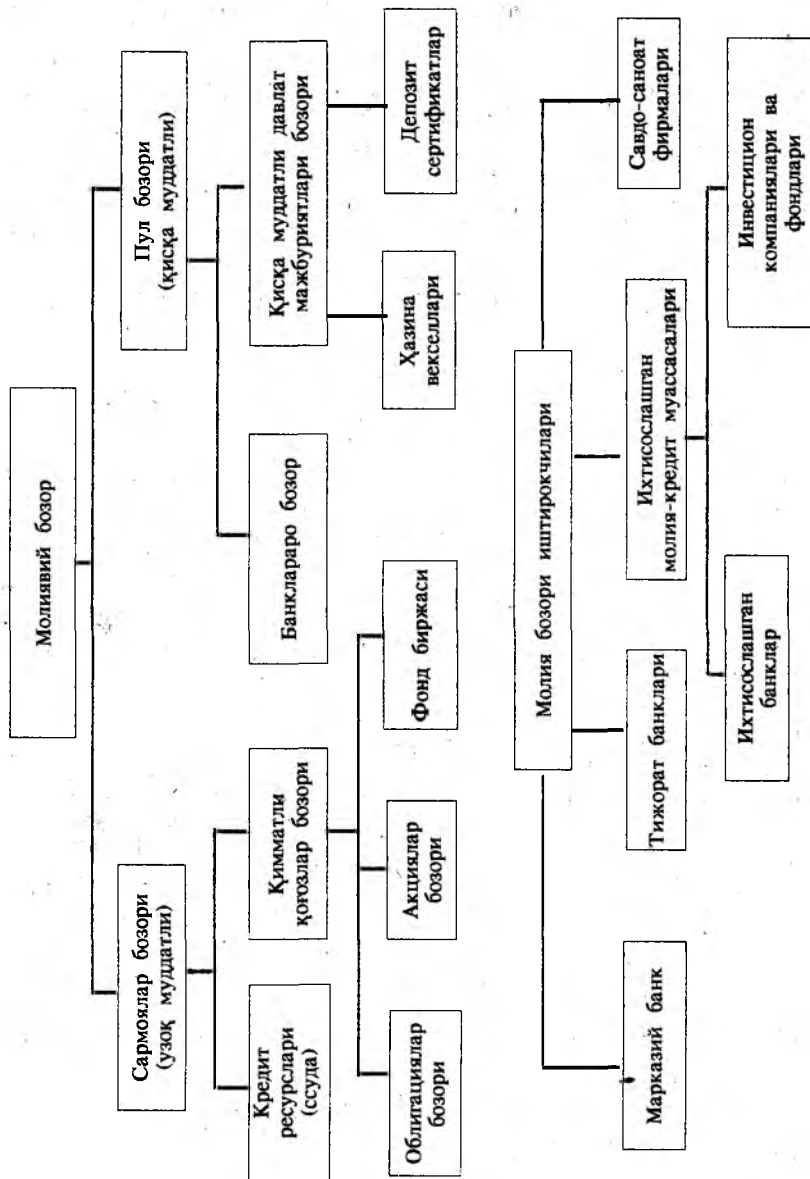 Молиявий бозор
Сармоялар бозори
(узоқ муддатли)
Пул бозори
(қисқа муддатли)
Кредит
ресурслари
(ссуда)
Қимматли
қоғозлар бозори
Банклараро бозор
Қисқа муддатли давлат
мажбуриятлари бозори
Облигациялар
бозори
Акциялар
бозори
Фонд биржаси
Ҳазина
векселлари
Депозит
сертификатлар
Молия бозори иштирокчилари
Марказий банк
Тижорат банклари
Ихтисослашган
молия-кредит муассасалари
Савдо-саноат
фирмалари
Ихтисослашган
банклар
Инвестицион
компаниялари ва
фондлари